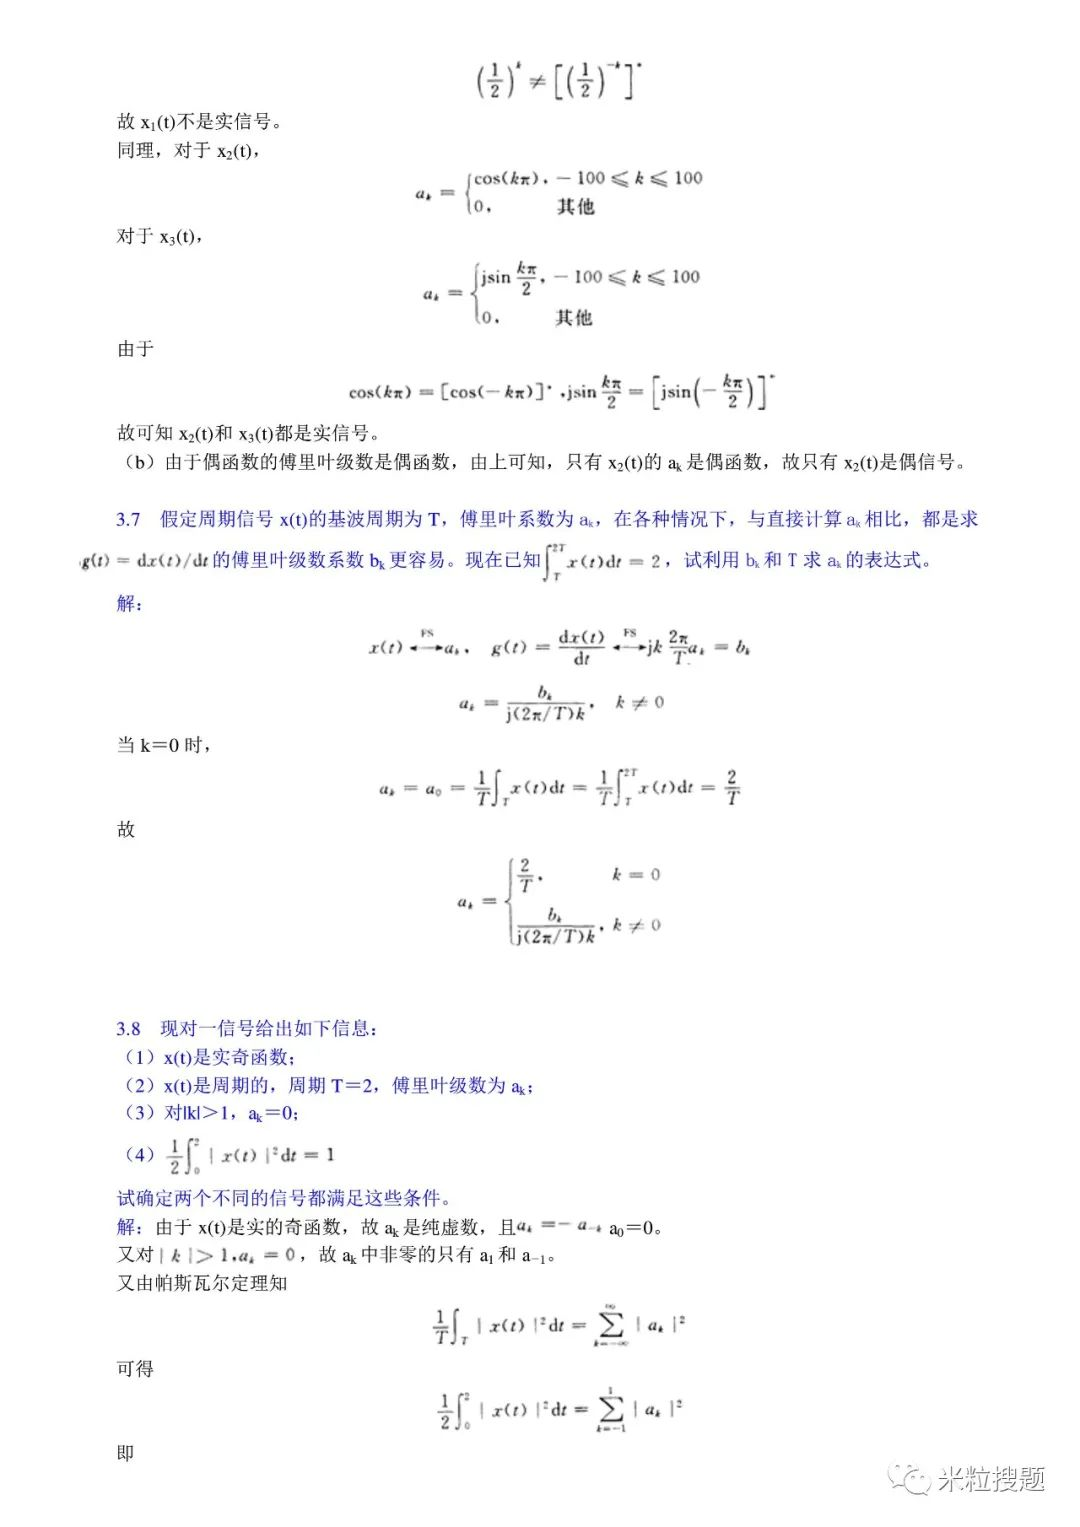 (1/2)^k ≠ [(1/2)^{-k}]^*
故 x₁(t)不是实信号。
同理，对于 x₂(t)，
a_k = {cos(kπ), −100 ⩽ k ⩽ 100
0, 其他
对于 x₃(t)，
a_k = {jsin kπ/2, −100 ⩽ k ⩽ 100
0, 其他
由于
cos(kπ) = [cos(−kπ)]^*, jsin kπ/2 = [jsin(−kπ/2)]^*
故可知 x₂(t)和 x₃(t)都是实信号。
（b）由于偶函数的傅里叶级数是偶函数，由上可知，只有 x₂(t)的 a_k 是偶函数，故只有 x₂(t)是偶信号。
3.7 假定周期信号 x(t)的基波周期为 T，傅里叶系数为 a_k，在各种情况下，与直接计算 a_k 相比，都是求
g(t) = dx(t)/dt 的傅里叶级数系数 b_k 更容易。现在已知 ∫_T^{2T} x(t)dt = 2，试利用 b_k 和 T 求 a_k 的表达式。
解：
x(t) ←FS→ a_k, g(t) = dx(t)/dt ←FS→ jk 2π/T a_k = b_k
a_k = b_k/(j(2π/T)k), k ≠ 0
当 k＝0 时，
a_k = a₀ = 1/T ∫_T x(t)dt = 1/T ∫_T^{2T} x(t)dt = 2/T
故
a_k = {2/T, k = 0
b_k/(j(2π/T)k), k ≠ 0
3.8 现对一信号给出如下信息：
（1）x(t)是实奇函数；
（2）x(t)是周期的，周期 T＝2，傅里叶级数为 a_k；
（3）对|k|＞1，a_k＝0；
（4）1/2 ∫_0^2 | x(t) |² dt = 1
试确定两个不同的信号都满足这些条件。
解：由于 x(t)是实的奇函数，故 a_k 是纯虚数，且 a_k = − a_{−k} a₀＝0。
又对 | k | > 1, a_k = 0，故 a_k 中非零的只有 a₁ 和 a₋₁。
又由帕斯瓦尔定理知
1/T ∫_T | x(t) |² dt = ∑_{k=−∞}^{∞} | a_k |²
可得
1/2 ∫_0^2 | x(t) |² dt = ∑_{k=−1}^{1} | a_k |²
即
米粒搜题